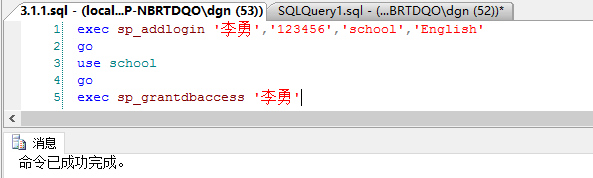 3.1.1.sql - (local...P-NBRTDQO\dgn (53)) SQLQuery1.sql - (...BRTDQO\dgn (52))*
1 exec sp_addlogin '李勇','123456','school','English'
2 go
3 use school
4 go
5 exec sp_grantdbaccess '李勇'
消息
命令已成功完成。